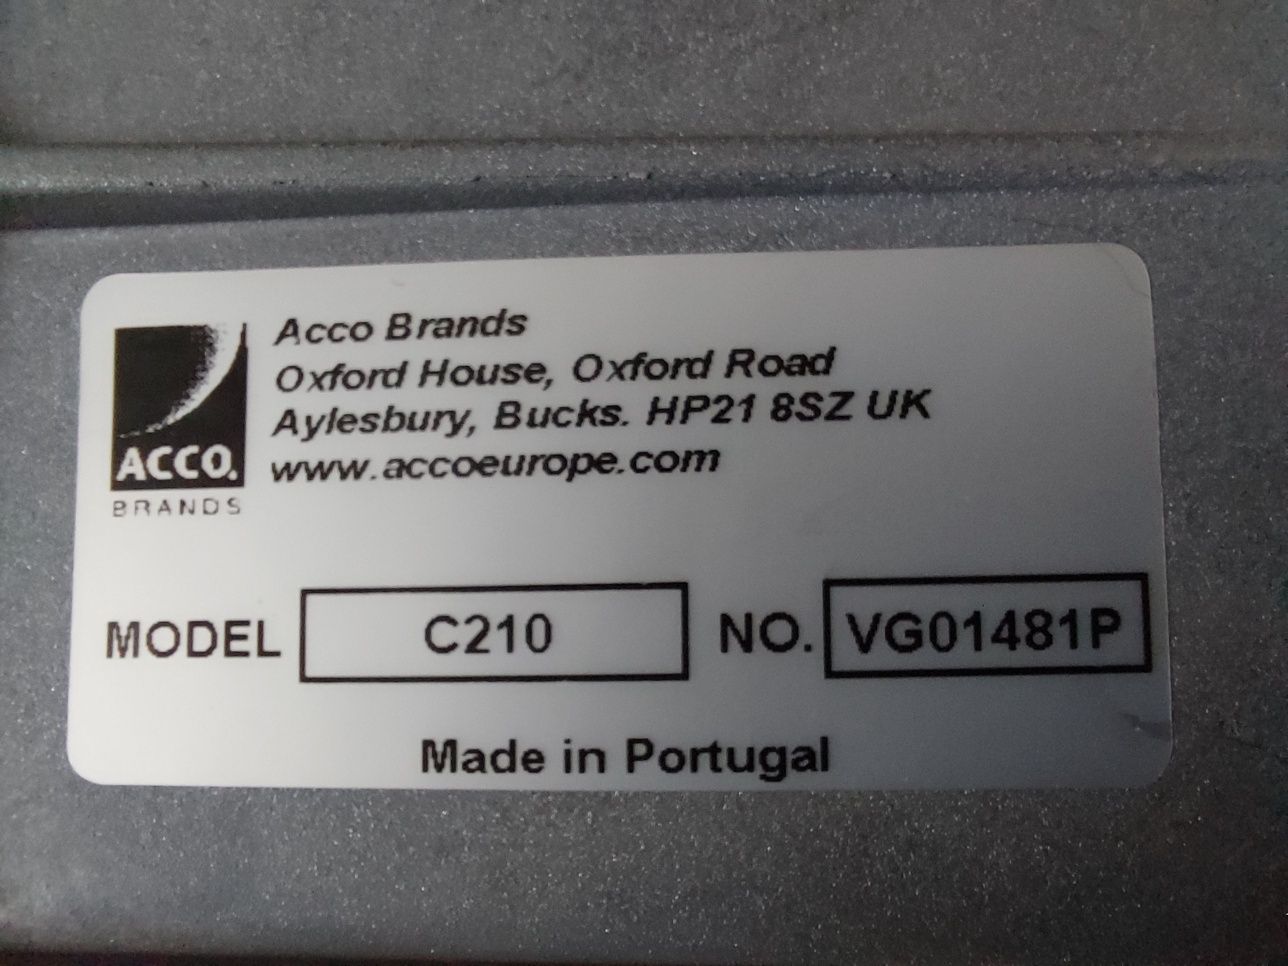 Acco Brands
Oxford House, Oxford Road
Aylesbury, Bucks. HP21 8SZ UK
www.accoeurope.com
ACCO.
BRANDS
MODEL C210 NO. VG01481P
Made in Portugal